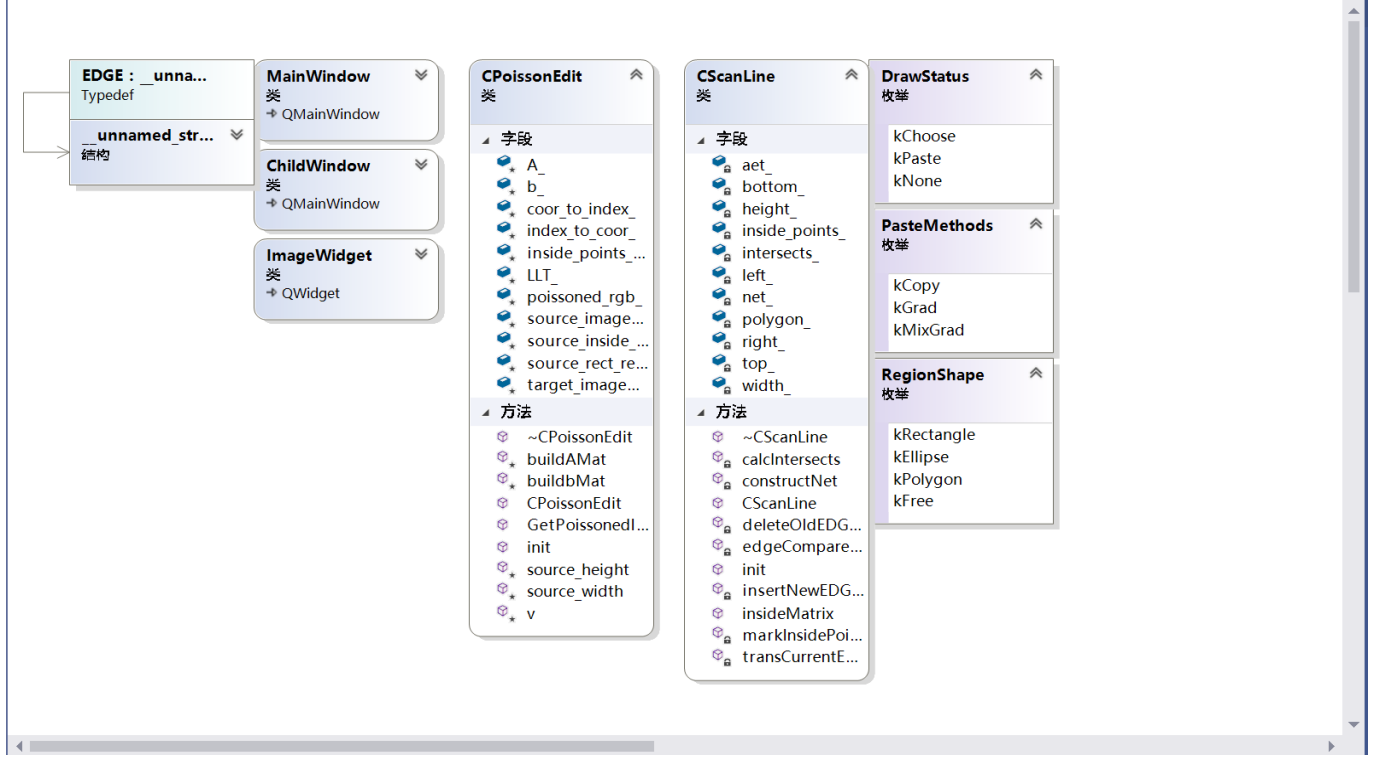 EDGE : __unna...
Typedef
__unnamed_str...
结构
MainWindow
类
QMainWindow
ChildWindow
类
QMainWindow
ImageWidget
类
QWidget
CPoissonEdit
类
字段
A_
b_
coor_to_index_
index_to_coor_
inside_points_...
LLT_
poissoned_rgb_
source_image...
source_inside_...
source_rect_re...
target_image...
方法
~CPoissonEdit
buildAMat
buildbMat
CPoissonEdit
GetPoissonedI...
init
source_height
source_width
v
CScanLine
类
字段
aet_
bottom_
height_
inside_points_
intersects_
left_
net_
polygon_
right_
top_
width_
方法
~CScanLine
calcIntersects
constructNet
CScanLine
deleteOldEDG...
edgeCompare...
init
insertNewEDG...
insideMatrix
markInsidePoi...
transCurrentE...
DrawStatus
枚举
kChoose
kPaste
kNone
PasteMethods
枚举
kCopy
kGrad
kMixGrad
RegionShape
枚举
kRectangle
kEllipse
kPolygon
kFree